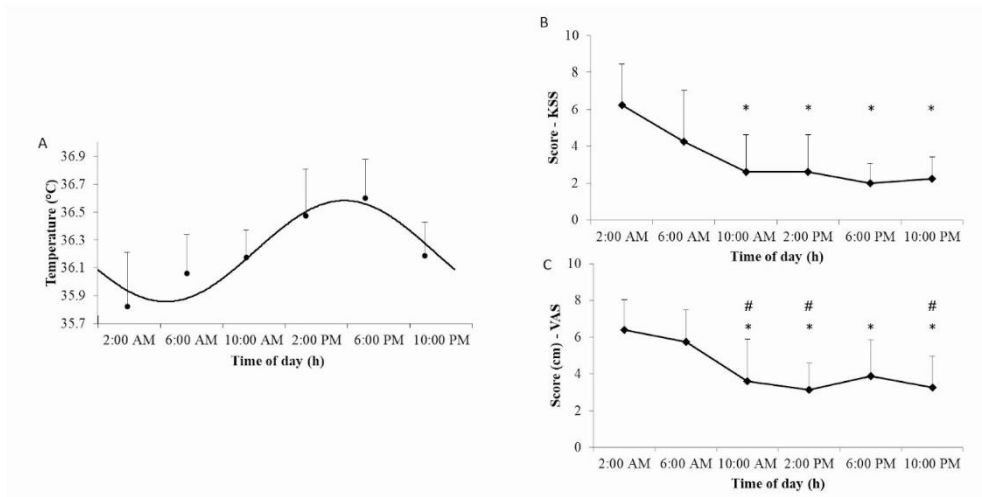 A
36.9
36.7
36.5
36.3
36.1
35.9
35.7
Temperature (°C)
2:00 AM 6:00 AM 10:00 AM 2:00 PM 6:00 PM 10:00 PM
Time of day (h)
B
10
8
6
4
2
0
Score - KSS
* * * *
2:00 AM 6:00 AM 10:00 AM 2:00 PM 6:00 PM 10:00 PM
Time of day (h)
C
10
8
6
4
2
0
Score (cm) - VAS
# # #
* * * *
2:00 AM 6:00 AM 10:00 AM 2:00 PM 6:00 PM 10:00 PM
Time of day (h)